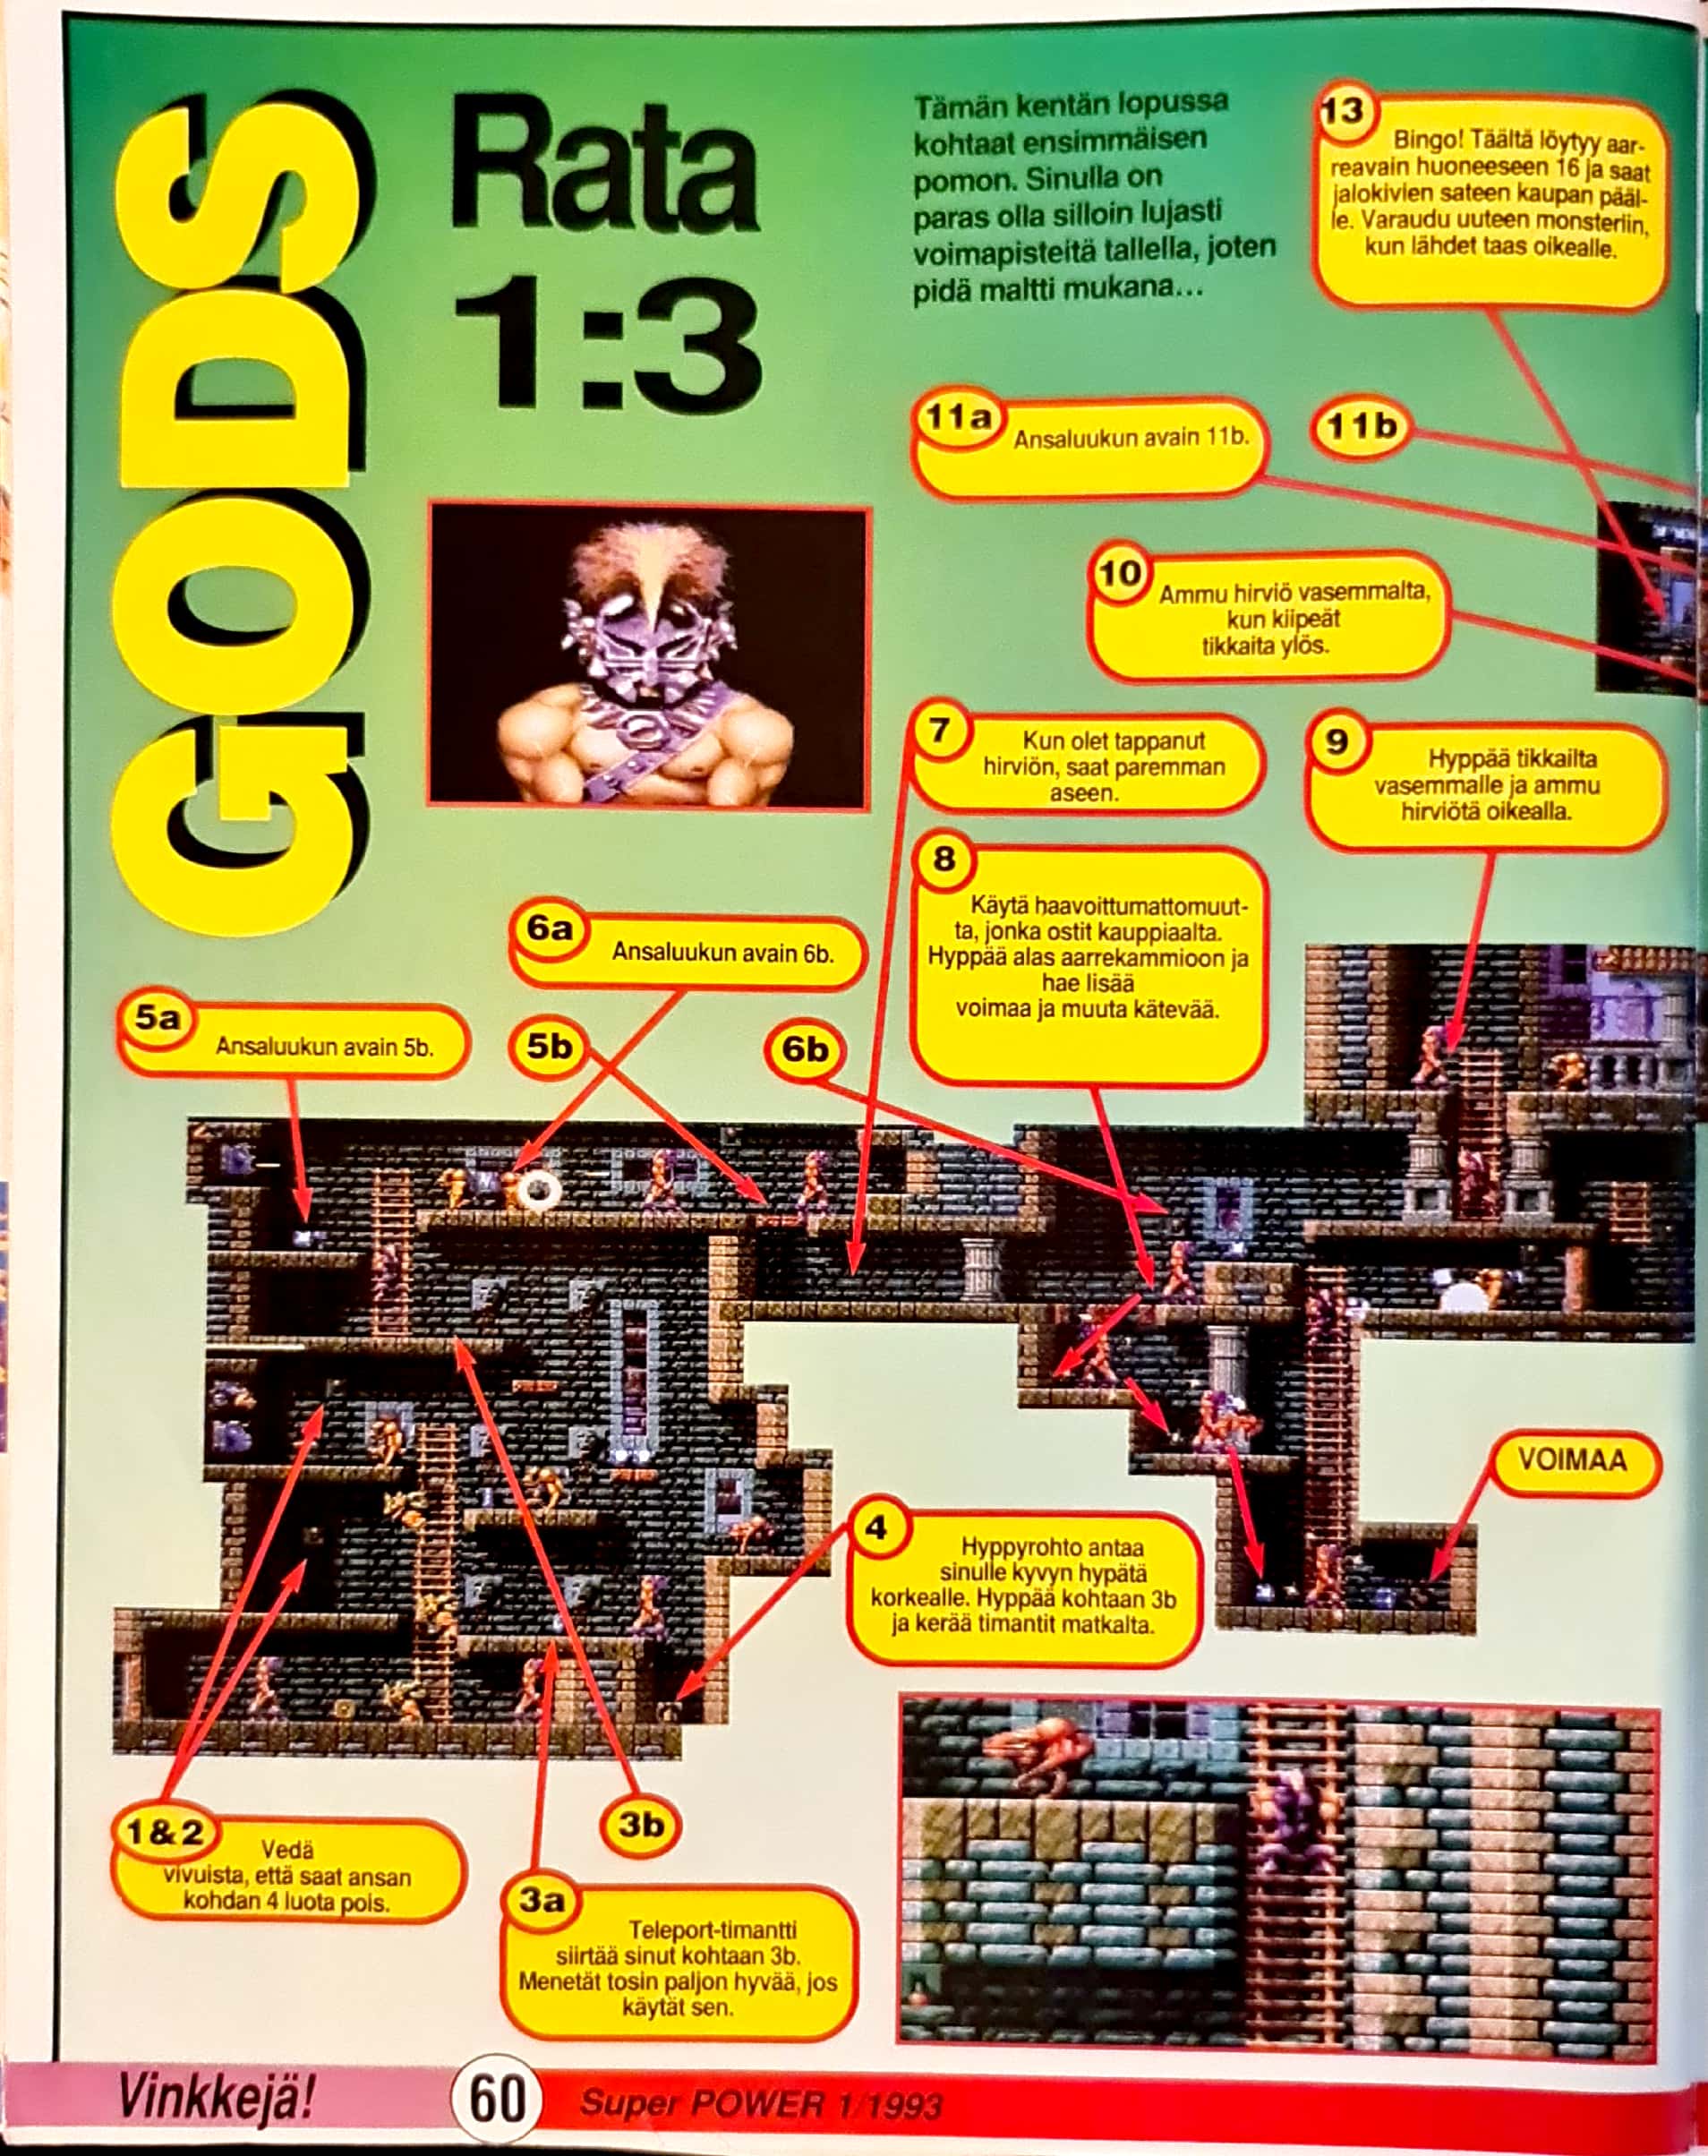 GODS
Rata
1:3
Tämän kentän lopussa
kohtaat ensimmäisen
pomon. Sinulla on
paras olla silloin lujasti
voimapisteitä tallella, joten
pidä maltti mukana...
13
Bingo! Täältä löytyy aar-
reavain huoneeseen 16 ja saat
jalokivien sateen kaupan pääl-
le. Varaudu uuteen monsteriin,
kun lähdet taas oikealle.
11a
Ansaluukun avain 11b.
11b
10
Ammu hirviö vasemmalta,
kun kiipeät
tikkaita ylös.
7
Kun olet tappanut
hirviön, saat paremman
aseen.
9
Hyppää tikkailta
vasemmalle ja ammu
hirviötä oikealla.
8
Käytä haavoittumattomuut-
ta, jonka ostit kauppiaalta.
Hyppää alas aarrekammioon ja
hae lisää
voimaa ja muuta kätevää.
6a
Ansaluukun avain 6b.
5a
Ansaluukun avain 5b.
5b
6b
VOIMAA
4
Hyppyrohto antaa
sinulle kyvyn hypätä
korkealle. Hyppää kohtaan 3b
ja kerää timantit matkalta.
1&2
Vedä
vivuista, että saat ansan
kohdan 4 luota pois.
3b
3a
Teleport-timantti
siirtää sinut kohtaan 3b.
Menetät tosin paljon hyvää, jos
käytät sen.
Vinkkejä!
60
Super POWER 1/1993